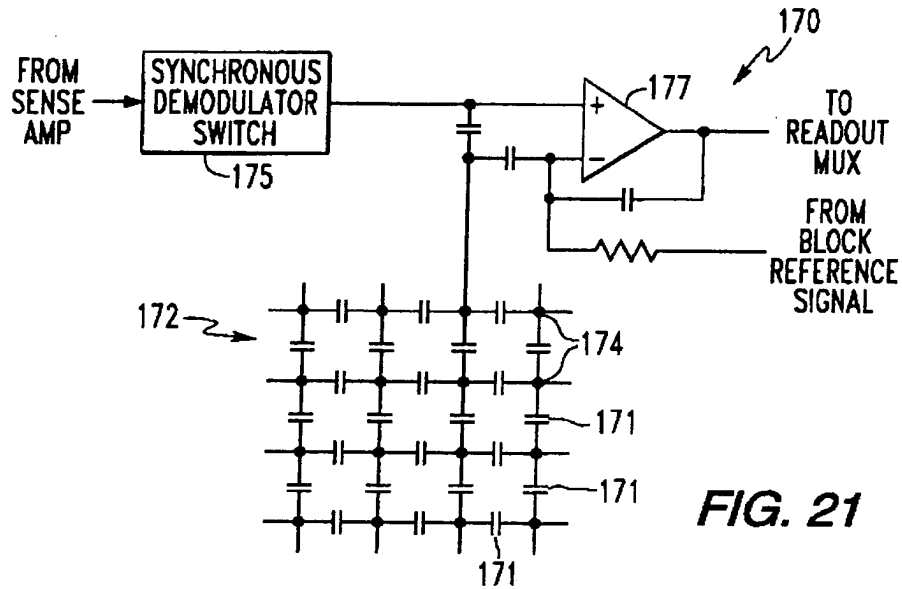 170
FROM
SENSE
AMP
SYNCHRONOUS
DEMODULATOR
SWITCH
175
+
−
177
TO
READOUT
MUX
FROM
BLOCK
REFERENCE
SIGNAL
172
174
171
171
171
FIG. 21